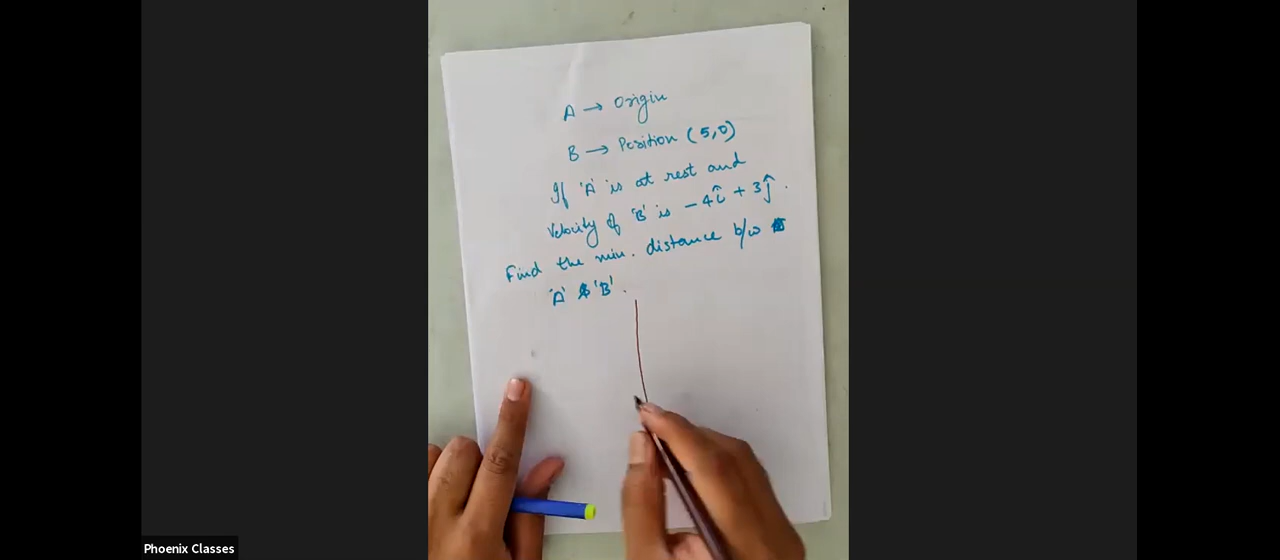 A → Origin
B → Position (5,0)
If 'A' is at rest and
velocity of 'B' is -4î + 3ĵ.
Find the min. distance b/w
'A' & 'B'.
Phoenix Classes